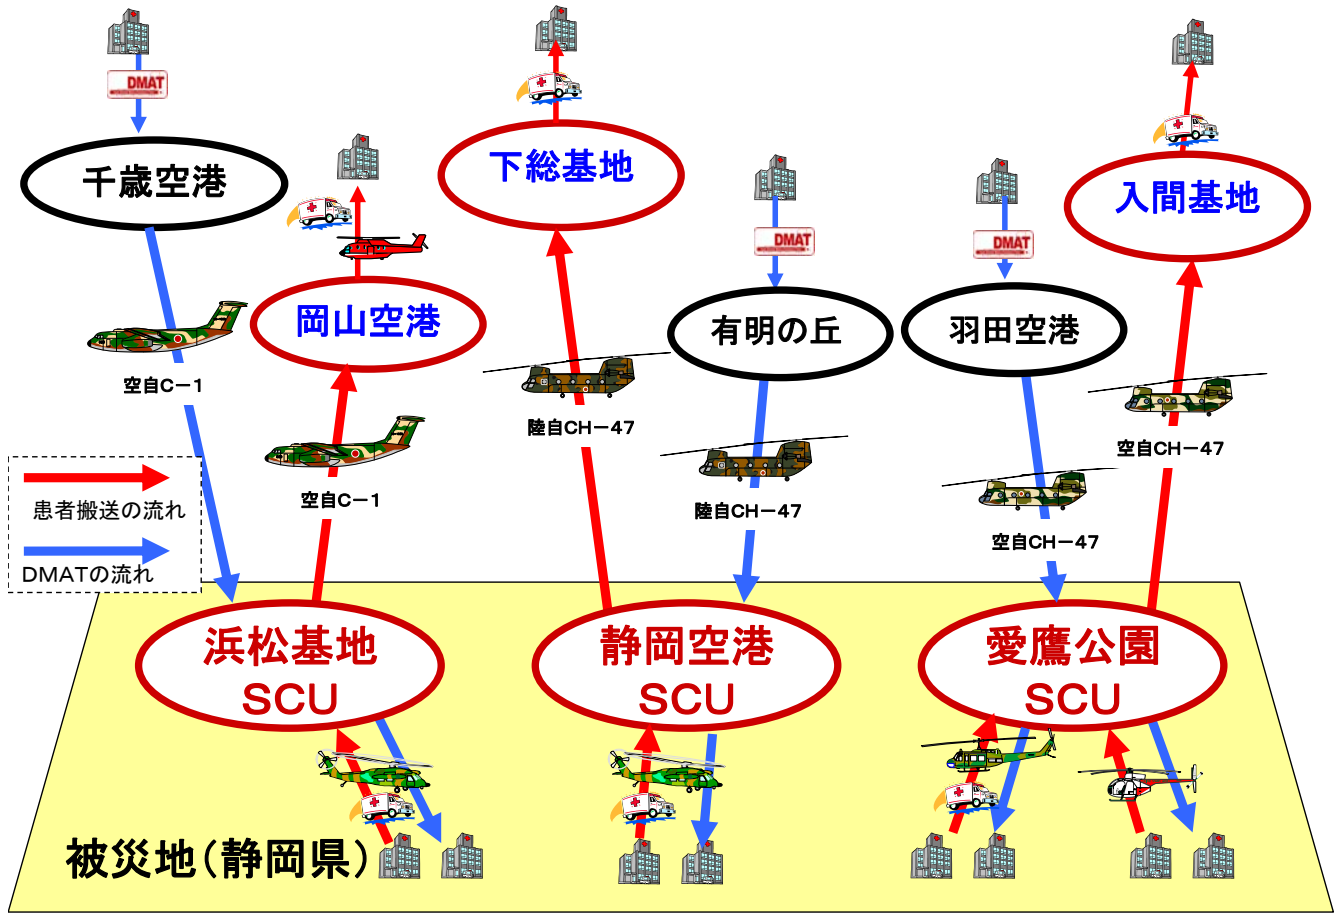 DMAT
千歳空港
下総基地
入間基地
DMAT
DMAT
岡山空港
有明の丘
羽田空港
空自C－1
陸自CH－47
空自CH－47
空自C－1
陸自CH－47
空自CH－47
患者搬送の流れ
DMATの流れ
浜松基地
SCU
静岡空港
SCU
愛鷹公園
SCU
被災地（静岡県）